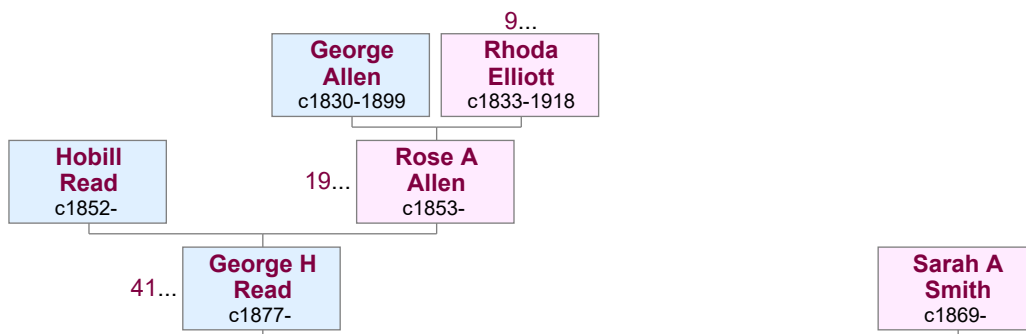 9...
George
Allen
c1830-1899
Rhoda
Elliott
c1833-1918
Hobill
Read
c1852-
19...
Rose A
Allen
c1853-
41...
George H
Read
c1877-
Sarah A
Smith
c1869-